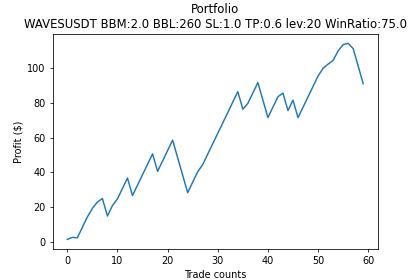 Portfolio
WAVESUSDT BBM:2.0 BBL:260 SL:1.0 TP:0.6 lev:20 WinRatio:75.0
100
80
60
40
20
0
Profit ($)
0 10 20 30 40 50 60
Trade counts